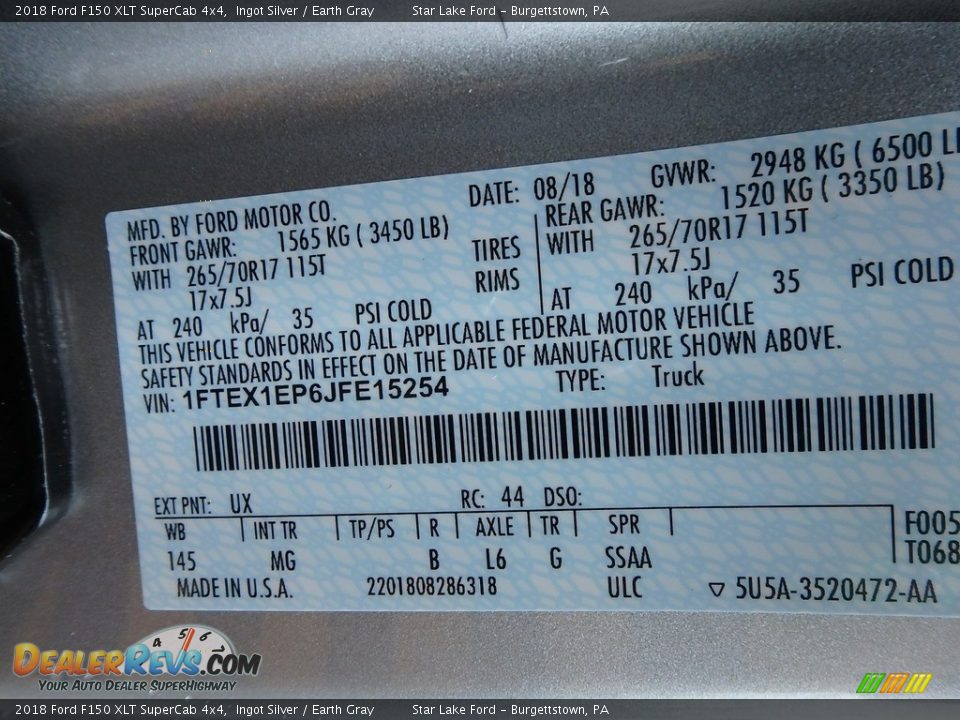 2018 Ford F150 XLT SuperCab 4x4, Ingot Silver / Earth Gray Star Lake Ford - Burgettstown, PA
MFD. BY FORD MOTOR CO. DATE: 08/18 GVWR: 2948 KG ( 6500
FRONT GAWR: 1565 KG ( 3450 LB) REAR GAWR: 1520 KG ( 3350 LB)
WITH 265/70R17 115T TIRES WITH 265/70R17 115T
17x7.5J RIMS 17x7.5J
AT 240 kPa/ 35 PSI COLD AT 240 kPa/ 35 PSI COLD
THIS VEHICLE CONFORMS TO ALL APPLICABLE FEDERAL MOTOR VEHICLE
SAFETY STANDARDS IN EFFECT ON THE DATE OF MANUFACTURE SHOWN ABOVE.
VIN: 1FTEX1EP6JFE15254 TYPE: Truck
EXT PNT: UX RC: 44 DSO:
WB INT TR TP/PS R AXLE TR SPR F005
145 MG B L6 G SSAA T068
MADE IN U.S.A. 2201808286318 ULC ▽ 5U5A-3520472-AA
4 5 6
DealerRevs.com
Your Auto Dealer SuperHighway
2018 Ford F150 XLT SuperCab 4x4, Ingot Silver / Earth Gray Star Lake Ford - Burgettstown, PA